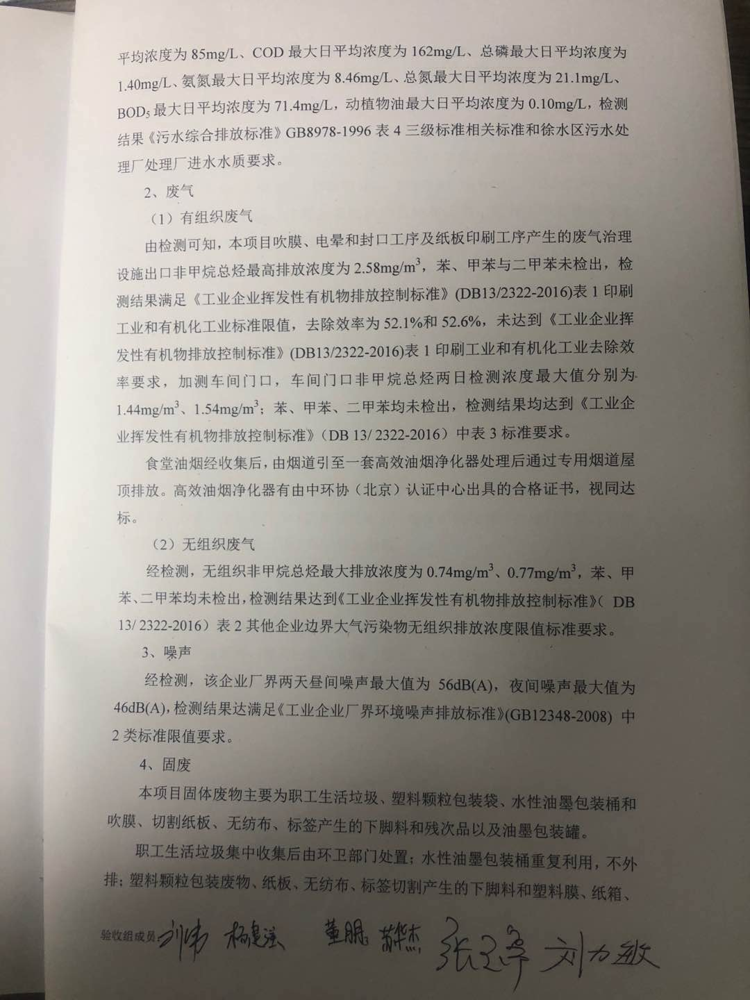 平均浓度为 85mg/L、COD 最大日平均浓度为 162mg/L、总磷最大日平均浓度为
1.40mg/L、氨氮最大日平均浓度为 8.46mg/L、总氮最大日平均浓度为 21.1mg/L、
BOD₅最大日平均浓度为 71.4mg/L，动植物油最大日平均浓度为 0.10mg/L，检测
结果《污水综合排放标准》GB8978-1996 表 4 三级标准相关标准和徐水区污水处
理厂处理厂进水水质要求。
2、废气
（1）有组织废气
由检测可知，本项目吹膜、电晕和封口工序及纸板印刷工序产生的废气治理
设施出口非甲烷总烃最高排放浓度为 2.58mg/m³，苯、甲苯与二甲苯未检出，检
测结果满足《工业企业挥发性有机物排放控制标准》(DB13/2322-2016)表 1 印刷
工业和有机化工业标准限值，去除效率为 52.1%和 52.6%，未达到《工业企业挥
发性有机物排放控制标准》(DB13/2322-2016)表 1 印刷工业和有机化工业去除效
率要求，加测车间门口，车间门口非甲烷总烃两日检测浓度最大值分别为
1.44mg/m³、1.54mg/m³；苯、甲苯、二甲苯均未检出，检测结果均达到《工业企
业挥发性有机物排放控制标准》（DB 13/ 2322-2016）中表 3 标准要求。
食堂油烟经收集后，由烟道引至一套高效油烟净化器处理后通过专用烟道屋
顶排放。高效油烟净化器有由中环协（北京）认证中心出具的合格证书，视同达
标。
（2）无组织废气
经检测，无组织非甲烷总烃最大排放浓度为 0.74mg/m³、0.77mg/m³，苯、甲
苯、二甲苯均未检出，检测结果达到《工业企业挥发性有机物排放控制标准》（ DB
13/ 2322-2016）表 2 其他企业边界大气污染物无组织排放浓度限值标准要求。
3、噪声
经检测，该企业厂界两天昼间噪声最大值为 56dB(A)，夜间噪声最大值为
46dB(A)，检测结果达满足《工业企业厂界环境噪声排放标准》(GB12348-2008) 中
2 类标准限值要求。
4、固废
本项目固体废物主要为职工生活垃圾、塑料颗粒包装袋、水性油墨包装桶和
吹膜、切割纸板、无纺布、标签产生的下脚料和残次品以及油墨包装罐。
职工生活垃圾集中收集后由环卫部门处置；水性油墨包装桶重复利用，不外
排；塑料颗粒包装废物、纸板、无纺布、标签切割产生的下脚料和塑料膜、纸箱、
验收组成员 刘伟 杨建强 董朋 苏华杰 刘力敏